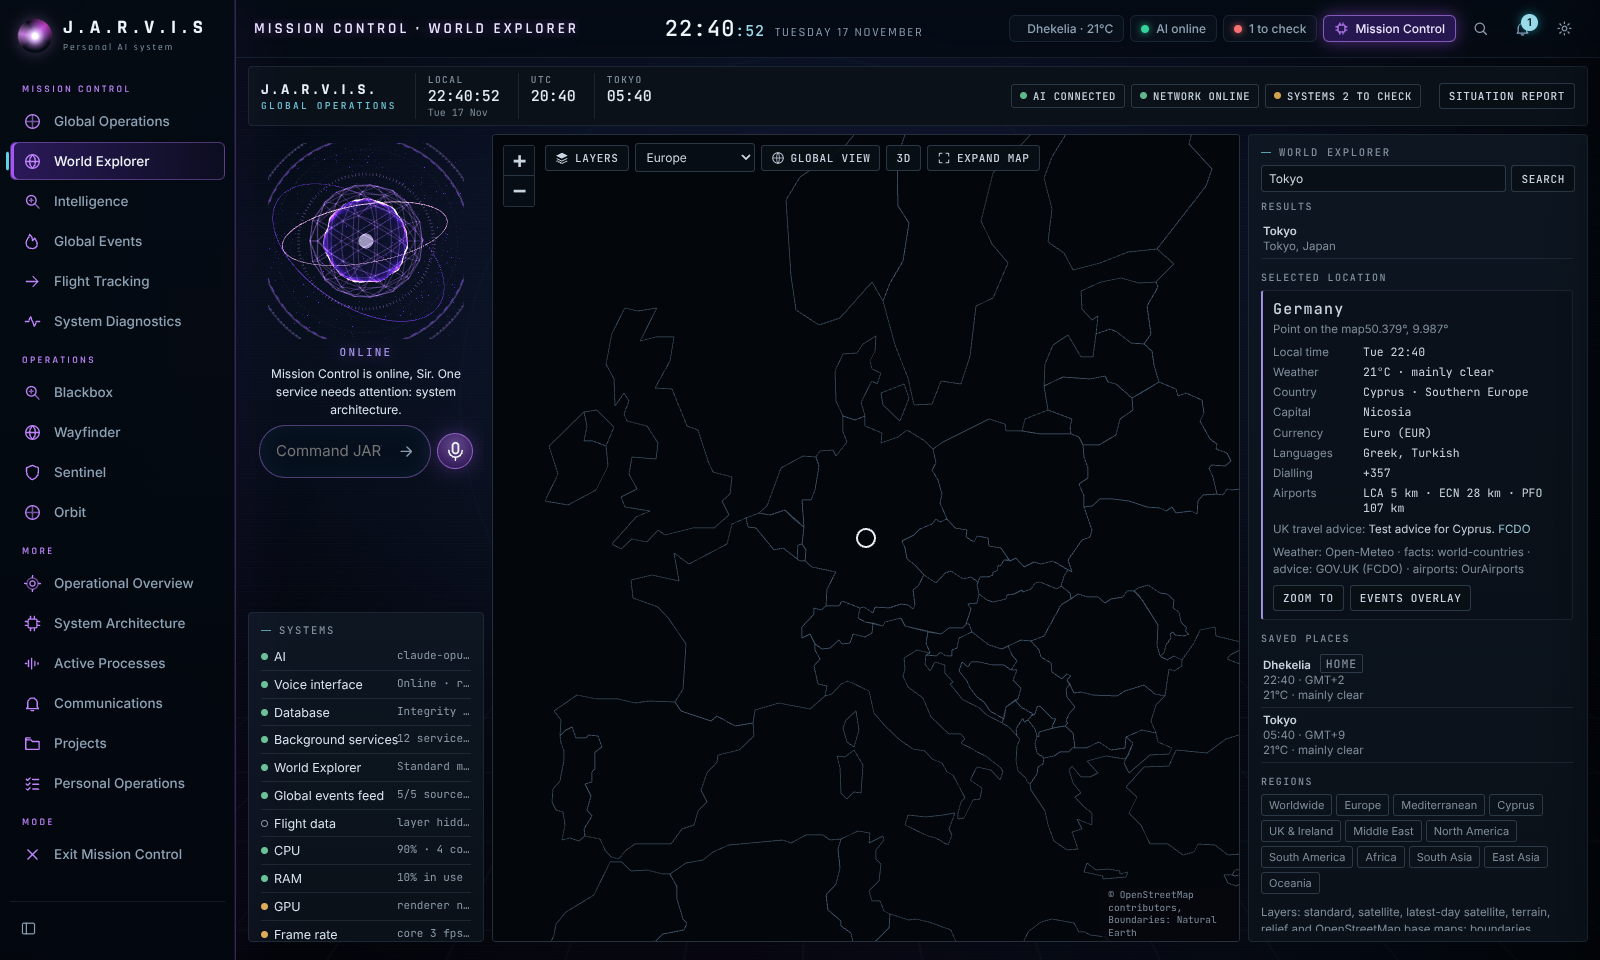 J.A.R.V.I.S
Personal AI system
MISSION CONTROL
Global Operations
World Explorer
Intelligence
Global Events
Flight Tracking
System Diagnostics
OPERATIONS
Blackbox
Wayfinder
Sentinel
Orbit
MORE
Operational Overview
System Architecture
Active Processes
Communications
Projects
Personal Operations
MODE
Exit Mission Control
MISSION CONTROL · WORLD EXPLORER
22:40:52 TUESDAY 17 NOVEMBER
Dhekelia · 21°C
AI online
1 to check
Mission Control
1
J.A.R.V.I.S.
GLOBAL OPERATIONS
LOCAL
22:40:52
Tue 17 Nov
UTC
20:40
TOKYO
05:40
AI CONNECTED
NETWORK ONLINE
SYSTEMS 2 TO CHECK
SITUATION REPORT
ONLINE
Mission Control is online, Sir. One
service needs attention: system
architecture.
Command JAR
SYSTEMS
AI claude-opu…
Voice interface Online · r…
Database Integrity …
Background services 12 service…
World Explorer Standard m…
Global events feed 5/5 source…
Flight data layer hidd…
CPU 90% · 4 co…
RAM 10% in use
GPU renderer n…
Frame rate core 3 fps…
+
−
LAYERS
Europe
GLOBAL VIEW
3D
EXPAND MAP
© OpenStreetMap
contributors,
Boundaries: Natural
Earth
WORLD EXPLORER
Tokyo
SEARCH
RESULTS
Tokyo
Tokyo, Japan
SELECTED LOCATION
Germany
Point on the map50.379°, 9.987°
Local time Tue 22:40
Weather 21°C · mainly clear
Country Cyprus · Southern Europe
Capital Nicosia
Currency Euro (EUR)
Languages Greek, Turkish
Dialling +357
Airports LCA 5 km · ECN 28 km · PFO
107 km
UK travel advice: Test advice for Cyprus. FCDO
Weather: Open-Meteo · facts: world-countries ·
advice: GOV.UK (FCDO) · airports: OurAirports
ZOOM TO
EVENTS OVERLAY
SAVED PLACES
Dhekelia HOME
22:40 · GMT+2
21°C · mainly clear
Tokyo
05:40 · GMT+9
21°C · mainly clear
REGIONS
Worldwide
Europe
Mediterranean
Cyprus
UK & Ireland
Middle East
North America
South America
Africa
South Asia
East Asia
Oceania
Layers: standard, satellite, latest-day satellite, terrain,
relief and OpenStreetMap base maps; boundaries